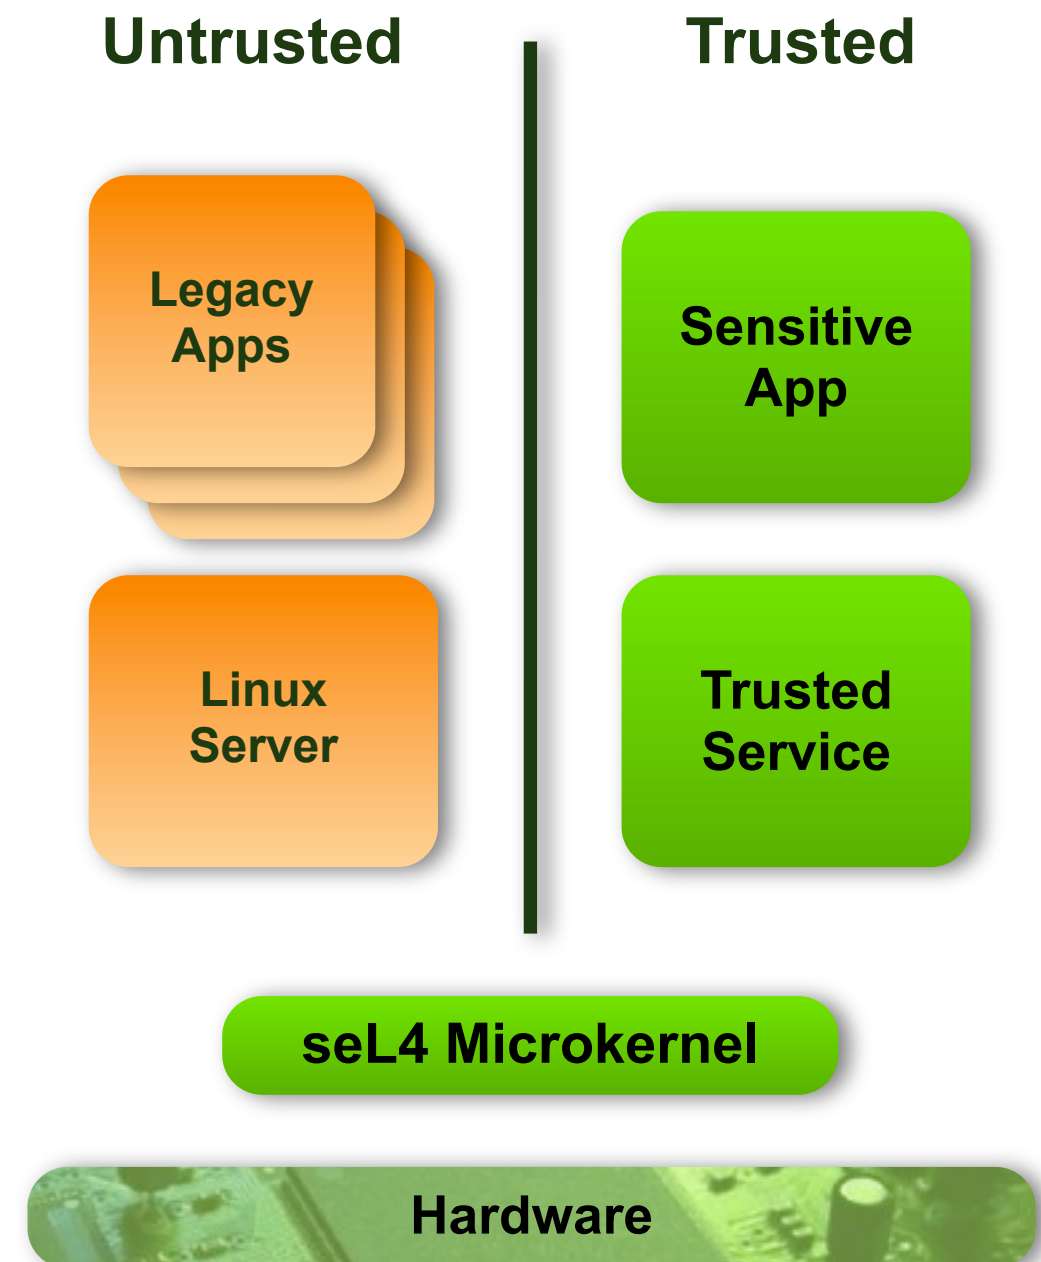 Untrusted
Trusted
Legacy
Apps
Sensitive
App
Linux
Server
Trusted
Service
seL4 Microkernel
Hardware